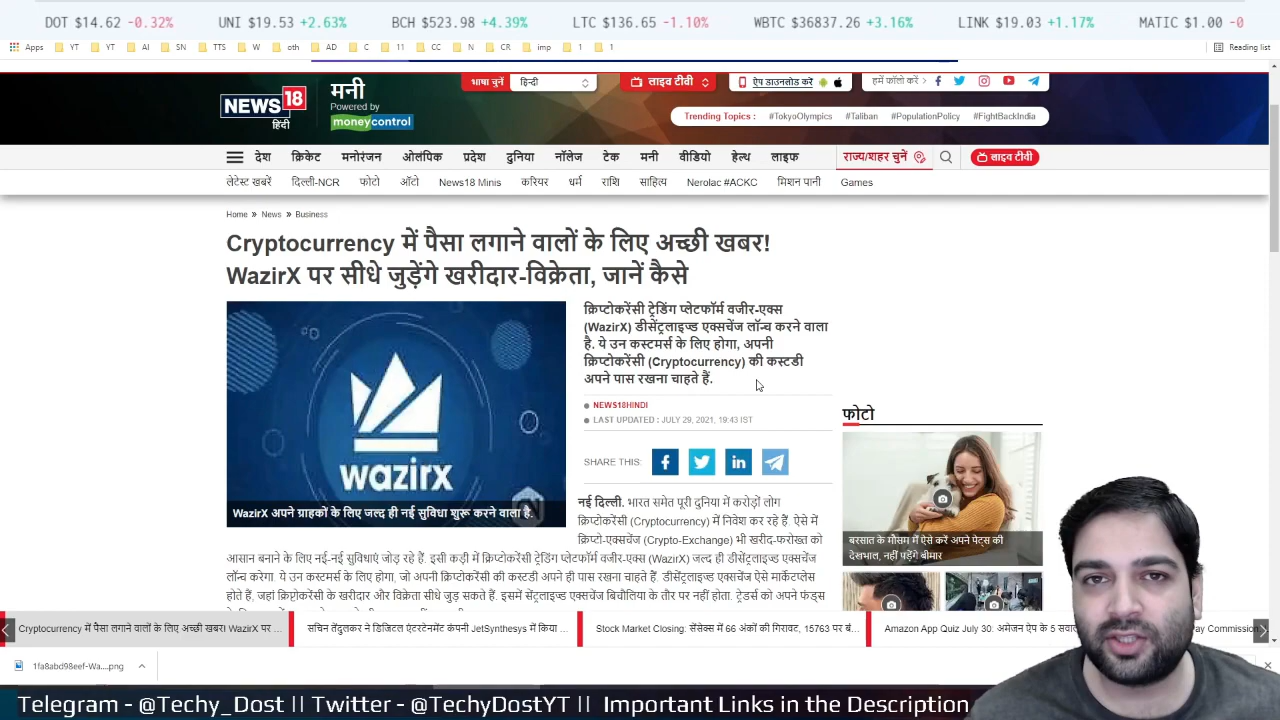 DOT $14.62 -0.32% UNI $19.53 +2.63% BCH $523.98 +4.39% LTC $136.65 -1.10% WBTC $36837.26 +3.16% LINK $19.03 +1.17% MATIC $1.00 -0
Apps YT YT AI SN TTS W oth AD C 11 CC N CR imp 1 1 Reading list
NEWS18 हिंदी
मनी
Powered by
moneycontrol
भाषा चुनें हिन्दी लाइव टीवी ऐप डाउनलोड करें हमें फॉलो करें
Trending Topics : #TokyoOlympics #Taliban #PopulationPolicy #FightBackIndia
देश क्रिकेट मनोरंजन ओलंपिक प्रदेश दुनिया नॉलेज टेक मनी वीडियो हेल्थ लाइफ राज्य/शहर चुनें लाइव टीवी
लेटेस्ट खबरें दिल्ली-NCR फोटो ऑटो News18 Minis करियर धर्म राशि साहित्य Nerolac #ACKC मिशन पानी Games
Home » News » Business
Cryptocurrency में पैसा लगाने वालों के लिए अच्छी खबर!
WazirX पर सीधे जुड़ेंगे खरीदार-विक्रेता, जानें कैसे
wazirx
WazirX अपने ग्राहकों के लिए जल्द ही नई सुविधा शुरू करने वाला है.
क्रिप्टोकरेंसी ट्रेडिंग प्लेटफॉर्म वजीर-एक्स
(WazirX) डीसेंट्रलाइज्ड एक्सचेंज लॉन्च करने वाला
है. ये उन कस्टमर्स के लिए होगा, अपनी
क्रिप्टोकरेंसी (Cryptocurrency) की कस्टडी
अपने पास रखना चाहते हैं.
NEWS18HINDI
LAST UPDATED : JULY 29, 2021, 19:43 IST
SHARE THIS:
नई दिल्ली. भारत समेत पूरी दुनिया में करोड़ों लोग
क्रिप्टोकरेंसी (Cryptocurrency) में निवेश कर रहे हैं ऐसे में
क्रिप्टो-एक्सचेंज (Crypto-Exchange) भी खरीद-फरोख्त को
आसान बनाने के लिए नई-नई सुविधाएं जोड़ रहे हैं. इसी कड़ी में क्रिप्टोकरेंसी ट्रेडिंग प्लेटफॉर्म वजीर-एक्स (WazirX) जल्द ही डीसेंट्रलाइज्ड एक्सचेंज
लॉन्च करेगा ये उन कस्टमर्स के लिए होगा, जो अपनी क्रिप्टोकरेंसी की कस्टडी अपने ही पास रखना चाहते हैं. डीसेंट्रलाइज्ड एक्सचेंज ऐसे मार्केटप्लेस
होते हैं, जहां क्रिप्टोकरेंसी के खरीदार और विक्रेता सीधे जुड़ सकते हैं. इसमें सेंट्रलाइज्ड एक्सचेंज बिचौलिया के तौर पर नहीं होता. ट्रेडर्स को अपने फंड्स
फोटो
बरसात के मौसम में ऐसे करें अपने पेट्स की
देशभाल, नहीं पड़ेंगे बीमार
Cryptocurrency में पैसा लगाने वालों के लिए अच्छी खबर! WazirX पर ... सचिन तेंदुलकर ने डिजिटल एंटरटेनमेंट कंपनी JetSynthesys में किया ... Stock Market Closing: सेंसेक्स में 66 अंकों की गिरावट, 15763 पर बं... Amazon App Quiz July 30: अमेजन ऐप के 5 सवा Pay Commission
1fa8abd98eef-Wa....png
Telegram - @Techy_Dost || Twitter - @TechyDostYT || Important Links in the Description